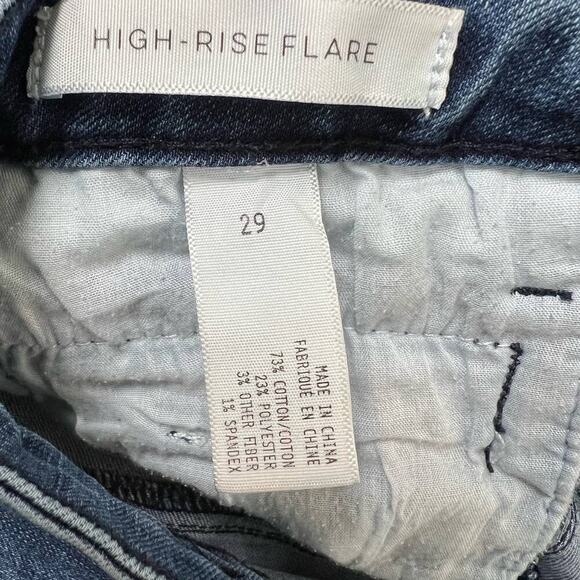 HIGH-RISE FLARE
29
MADE IN CHINA
FABRIQUÉ EN CHINE
73% COTTON/COTON
23% POLYESTER
3% OTHER FIBER
1% SPANDEX